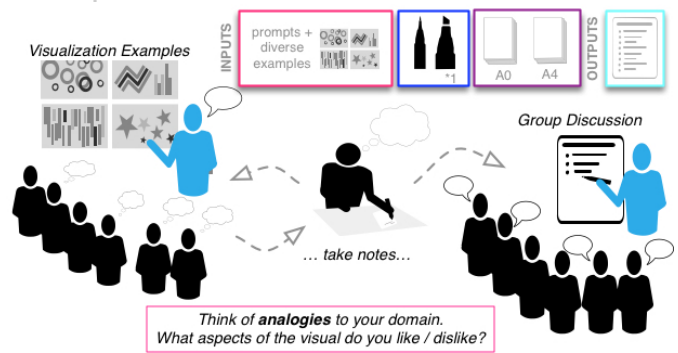 Visualization Examples
INPUTS
prompts +
diverse
examples
*1
A0
A4
OUTPUTS
Group Discussion
... take notes...
Think of analogies to your domain.
What aspects of the visual do you like / dislike?